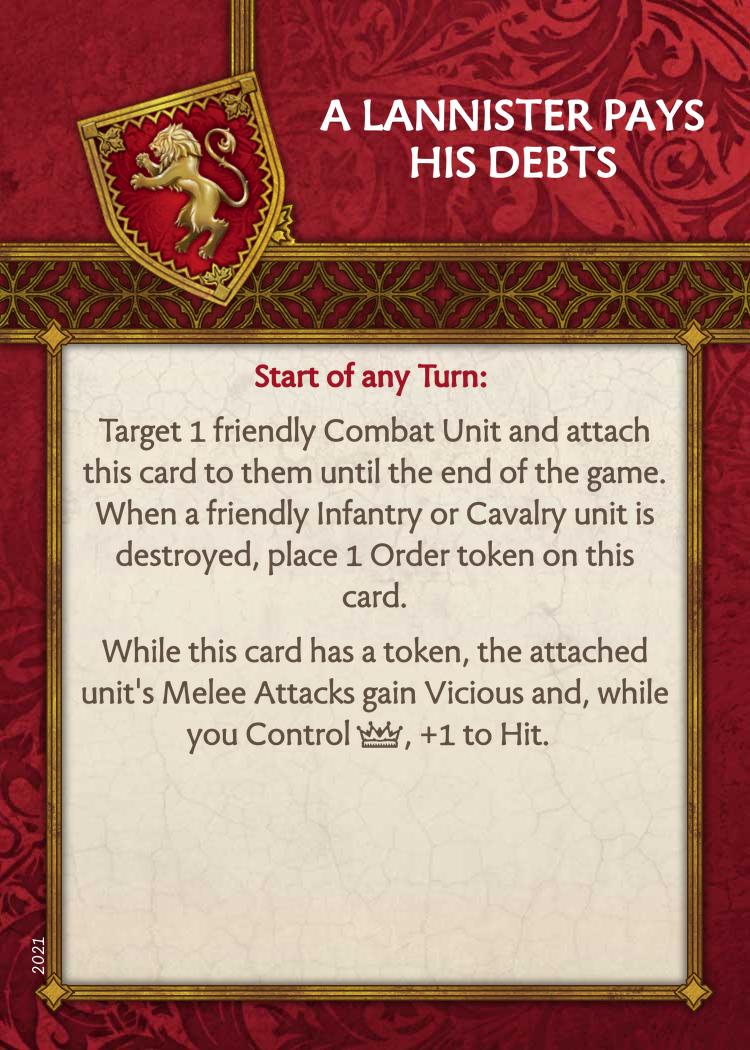 A LANNISTER PAYS
HIS DEBTS
Start of any Turn:
Target 1 friendly Combat Unit and attach
this card to them until the end of the game.
When a friendly Infantry or Cavalry unit is
destroyed, place 1 Order token on this
card.
While this card has a token, the attached
unit's Melee Attacks gain Vicious and, while
you Control , +1 to Hit.
2021